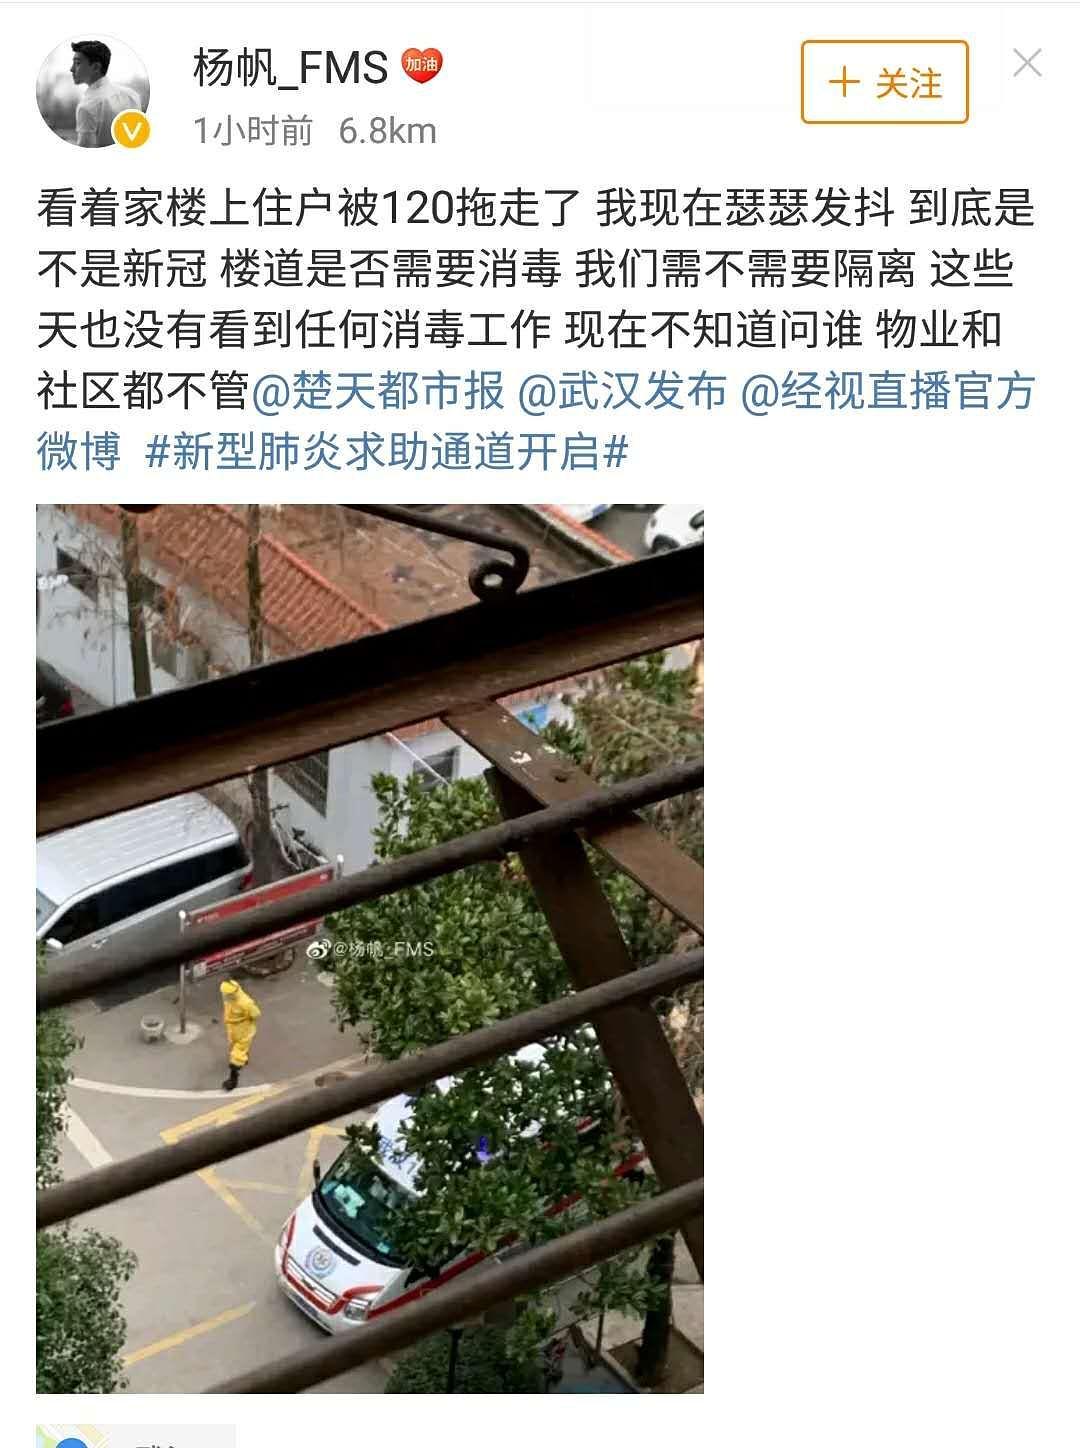 杨帆_FMS 加油
+ 关注
1小时前 6.8km
看着家楼上住户被120拖走了 我现在瑟瑟发抖 到底是
不是新冠 楼道是否需要消毒 我们需不需要隔离 这些
天也没有看到任何消毒工作 现在不知道问谁 物业和
社区都不管@楚天都市报 @武汉发布 @经视直播官方
微博 #新型肺炎求助通道开启#
@杨帆_FMS